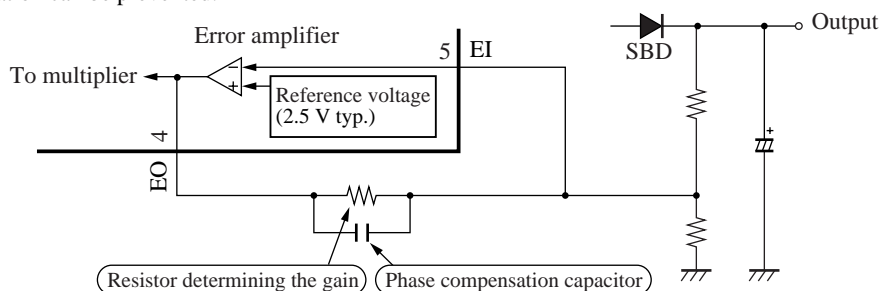 Output
SBD
Error amplifier
5 EI
To multiplier
−
+
Reference voltage
(2.5 V typ.)
4
EO
+
Resistor determining the gain
Phase compensation capacitor